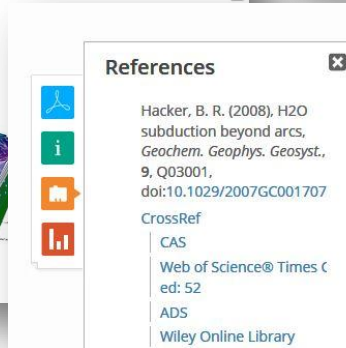 References
Hacker, B. R. (2008), H2O
subduction beyond arcs,
Geochem. Geophys. Geosyst.,
9, Q03001,
doi:10.1029/2007GC001707
CrossRef
CAS
Web of Science® Times C
ed: 52
ADS
Wiley Online Library
i